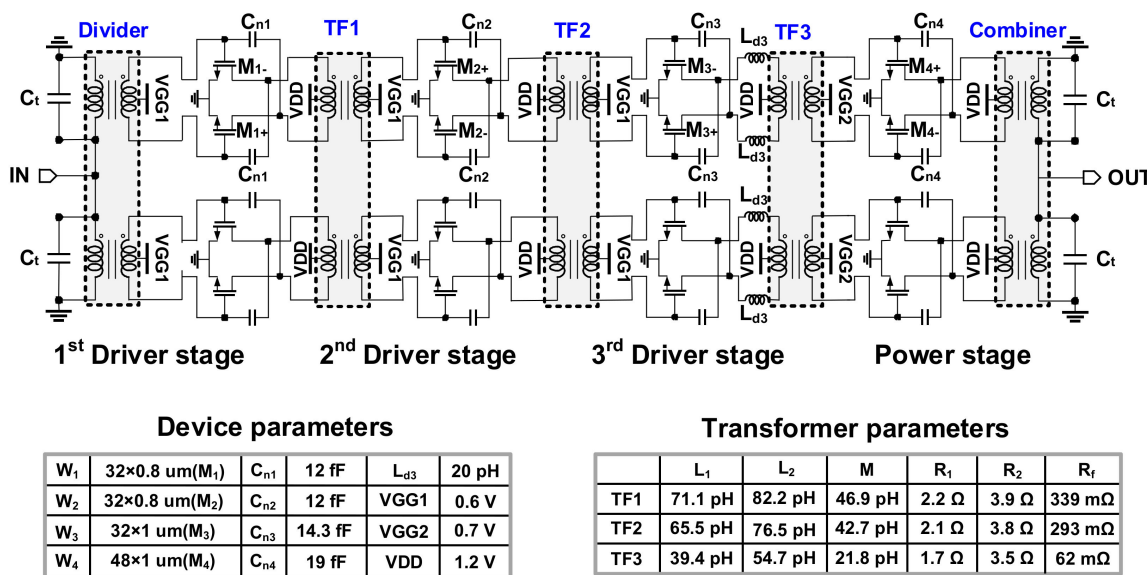 Divider TF1 TF2 TF3 Combiner
Cn1 Cn2 Cn3 Cn4
Ld3
M1- M2+ M3- M4+
Ct VGG1 VDD VGG1 VDD VGG1 VDD VGG2 VDD Ct
M1+ M2- M3+ M4-
Ld3
IN OUT
Cn1 Cn2 Cn3 Cn4
Ld3
Ct VGG1 VDD VGG1 VDD VGG1 VDD VGG2 VDD Ct
Ld3
1st Driver stage 2nd Driver stage 3rd Driver stage Power stage
Device parameters
W1 32×0.8 um(M1) Cn1 12 fF Ld3 20 pH
W2 32×0.8 um(M2) Cn2 12 fF VGG1 0.6 V
W3 32×1 um(M3) Cn3 14.3 fF VGG2 0.7 V
W4 48×1 um(M4) Cn4 19 fF VDD 1.2 V
Transformer parameters
L1 L2 M R1 R2 Rf
TF1 71.1 pH 82.2 pH 46.9 pH 2.2 Ω 3.9 Ω 339 mΩ
TF2 65.5 pH 76.5 pH 42.7 pH 2.1 Ω 3.8 Ω 293 mΩ
TF3 39.4 pH 54.7 pH 21.8 pH 1.7 Ω 3.5 Ω 62 mΩ